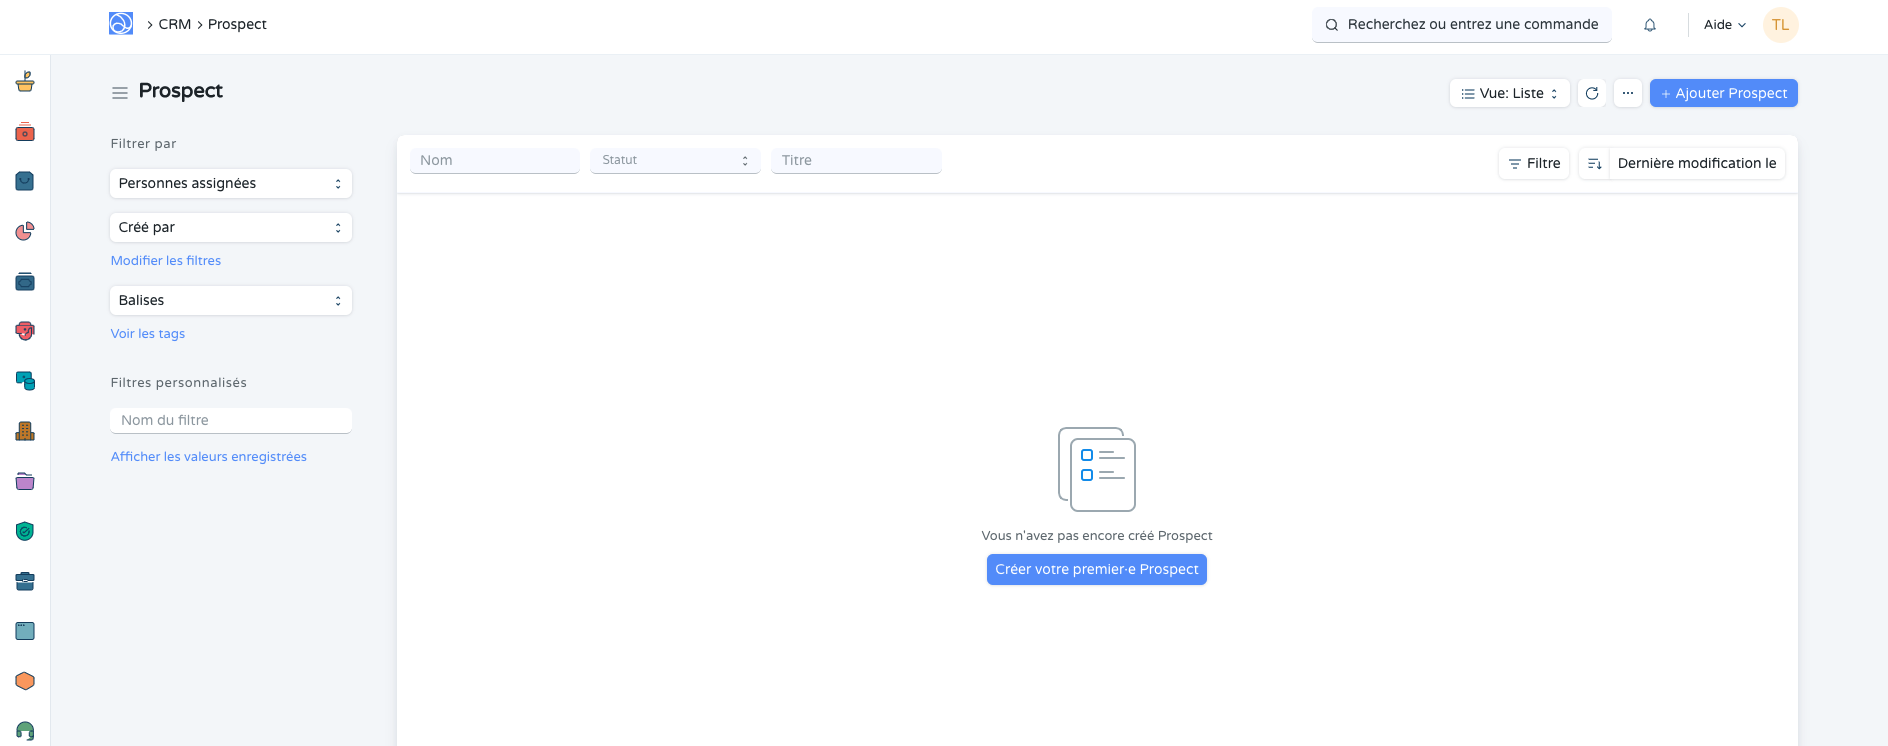 CRM
Prospect
Recherchez ou entrez une commande
Aide
TL
Prospect
Vue: Liste
+ Ajouter Prospect
Filtrer par
Personnes assignées
Créé par
Modifier les filtres
Balises
Voir les tags
Filtres personnalisés
Nom du filtre
Afficher les valeurs enregistrées
Nom
Statut
Titre
Filtre
Dernière modification le
Vous n'avez pas encore créé Prospect
Créer votre premier·e Prospect